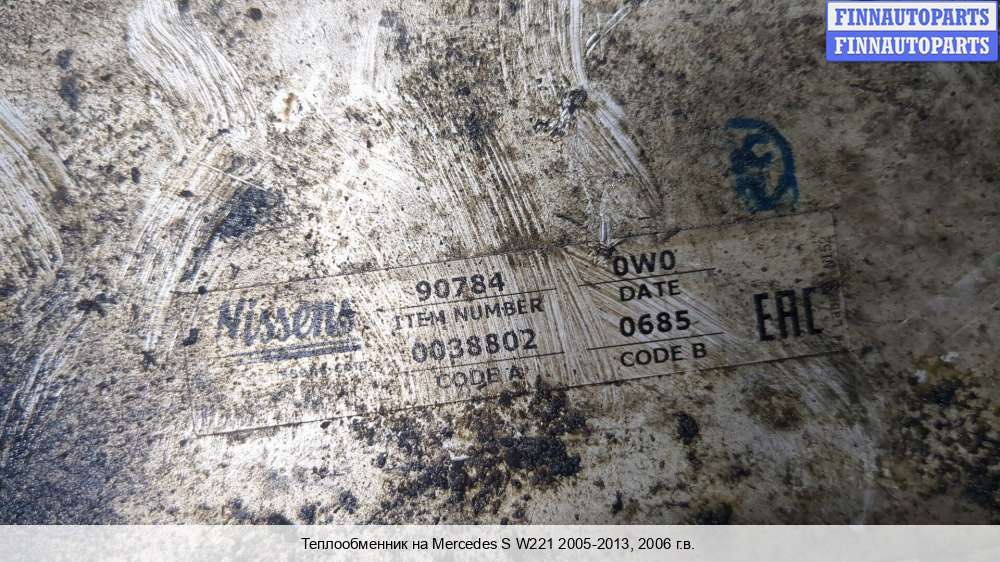 FINNAUTOPARTS
FINNAUTOPARTS
Nissens
90784
ITEM NUMBER
0038802
CODE A
0W0
DATE
0685
CODE B
EAC
Теплообменник на Mercedes S W221 2005-2013, 2006 г.в.